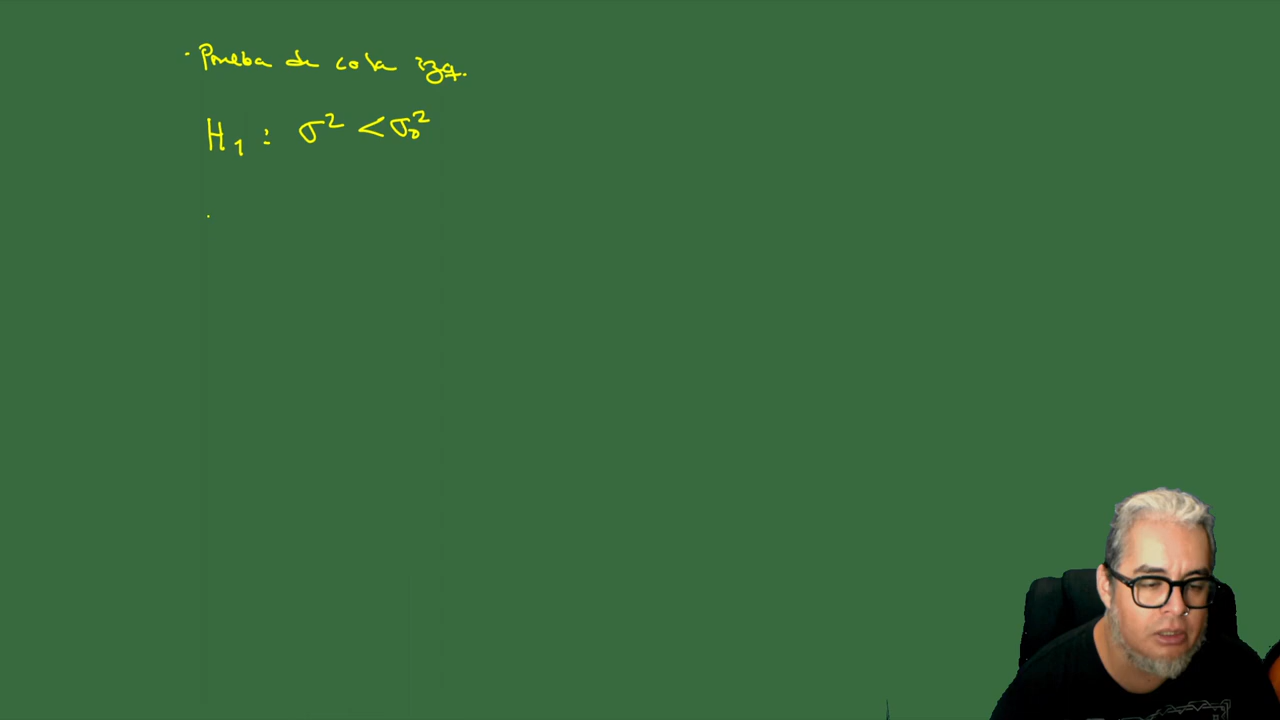 · Prueba de cola izq.
H₁ : σ² < σ₀²